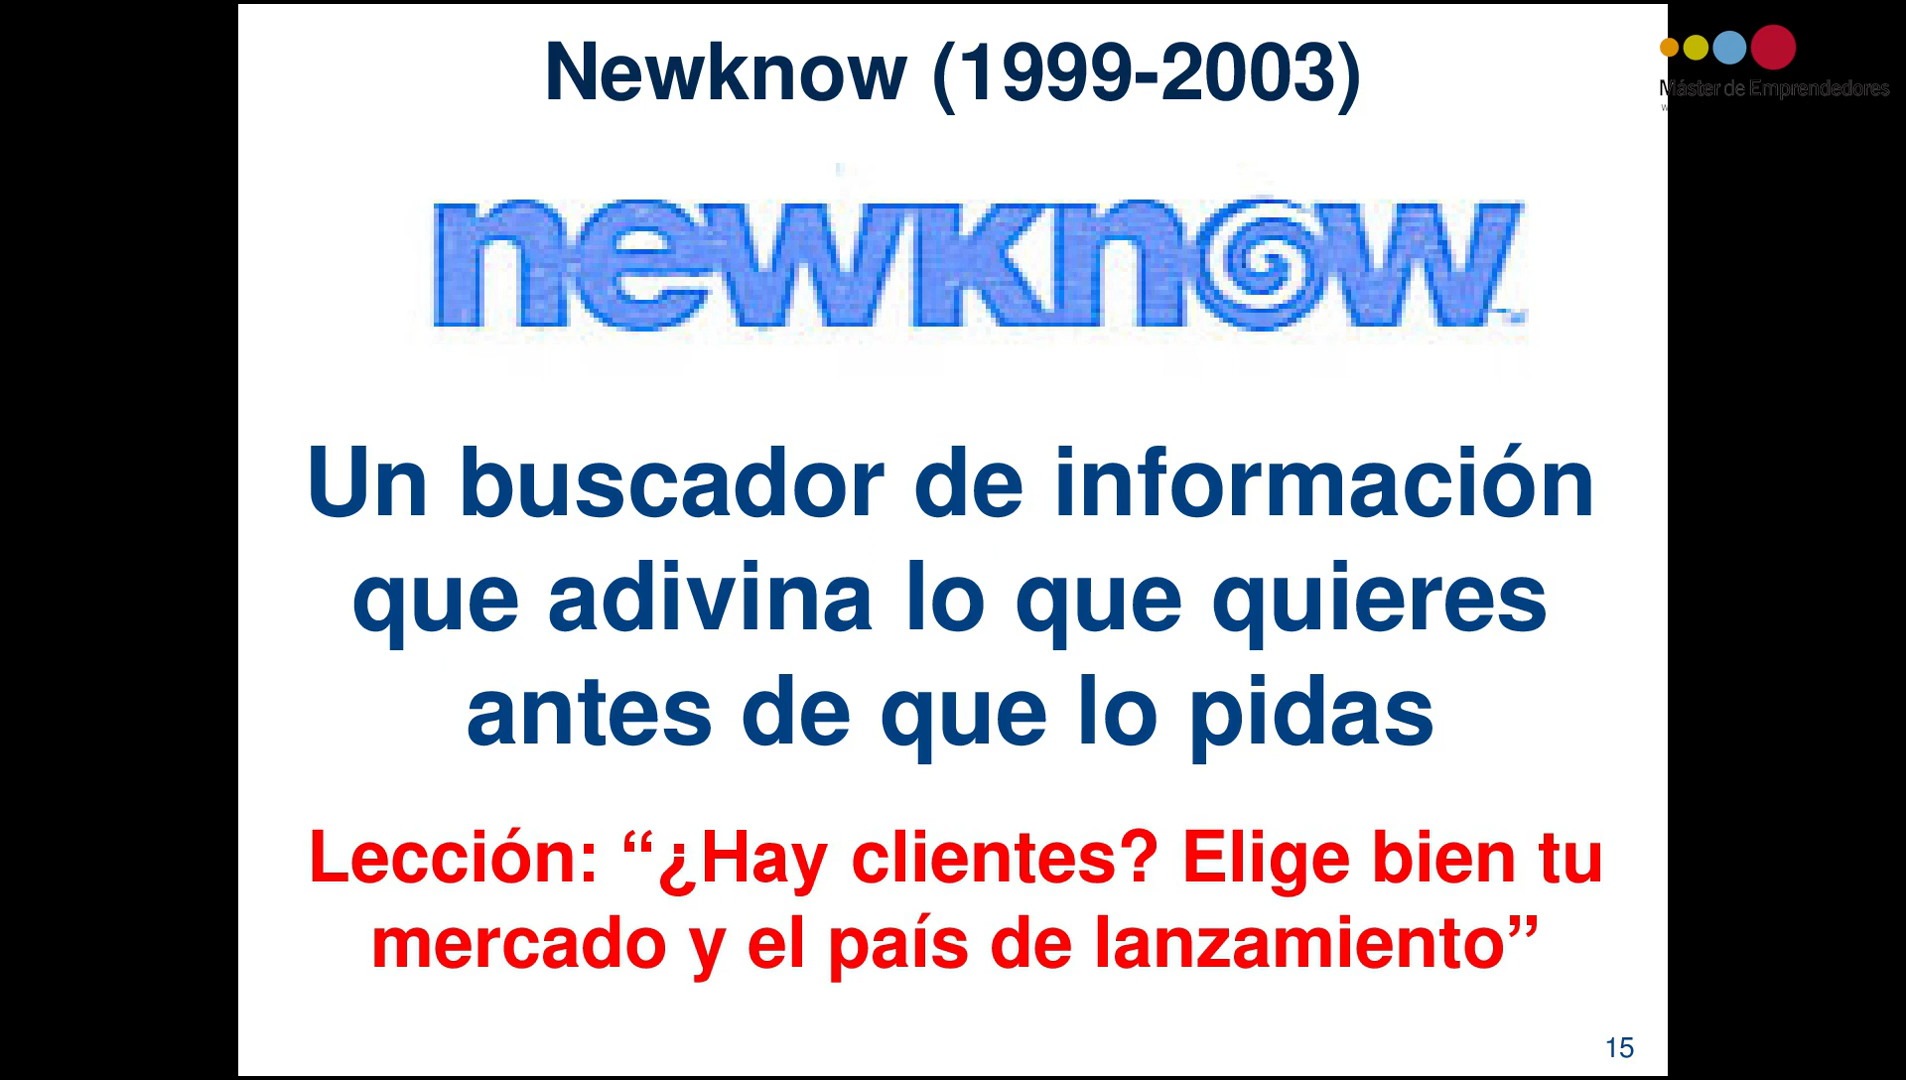 Newknow (1999-2003)
Máster de Emprendedores
newknow
Un buscador de información
que adivina lo que quieres
antes de que lo pidas
Lección: “¿Hay clientes? Elige bien tu
mercado y el país de lanzamiento”
15